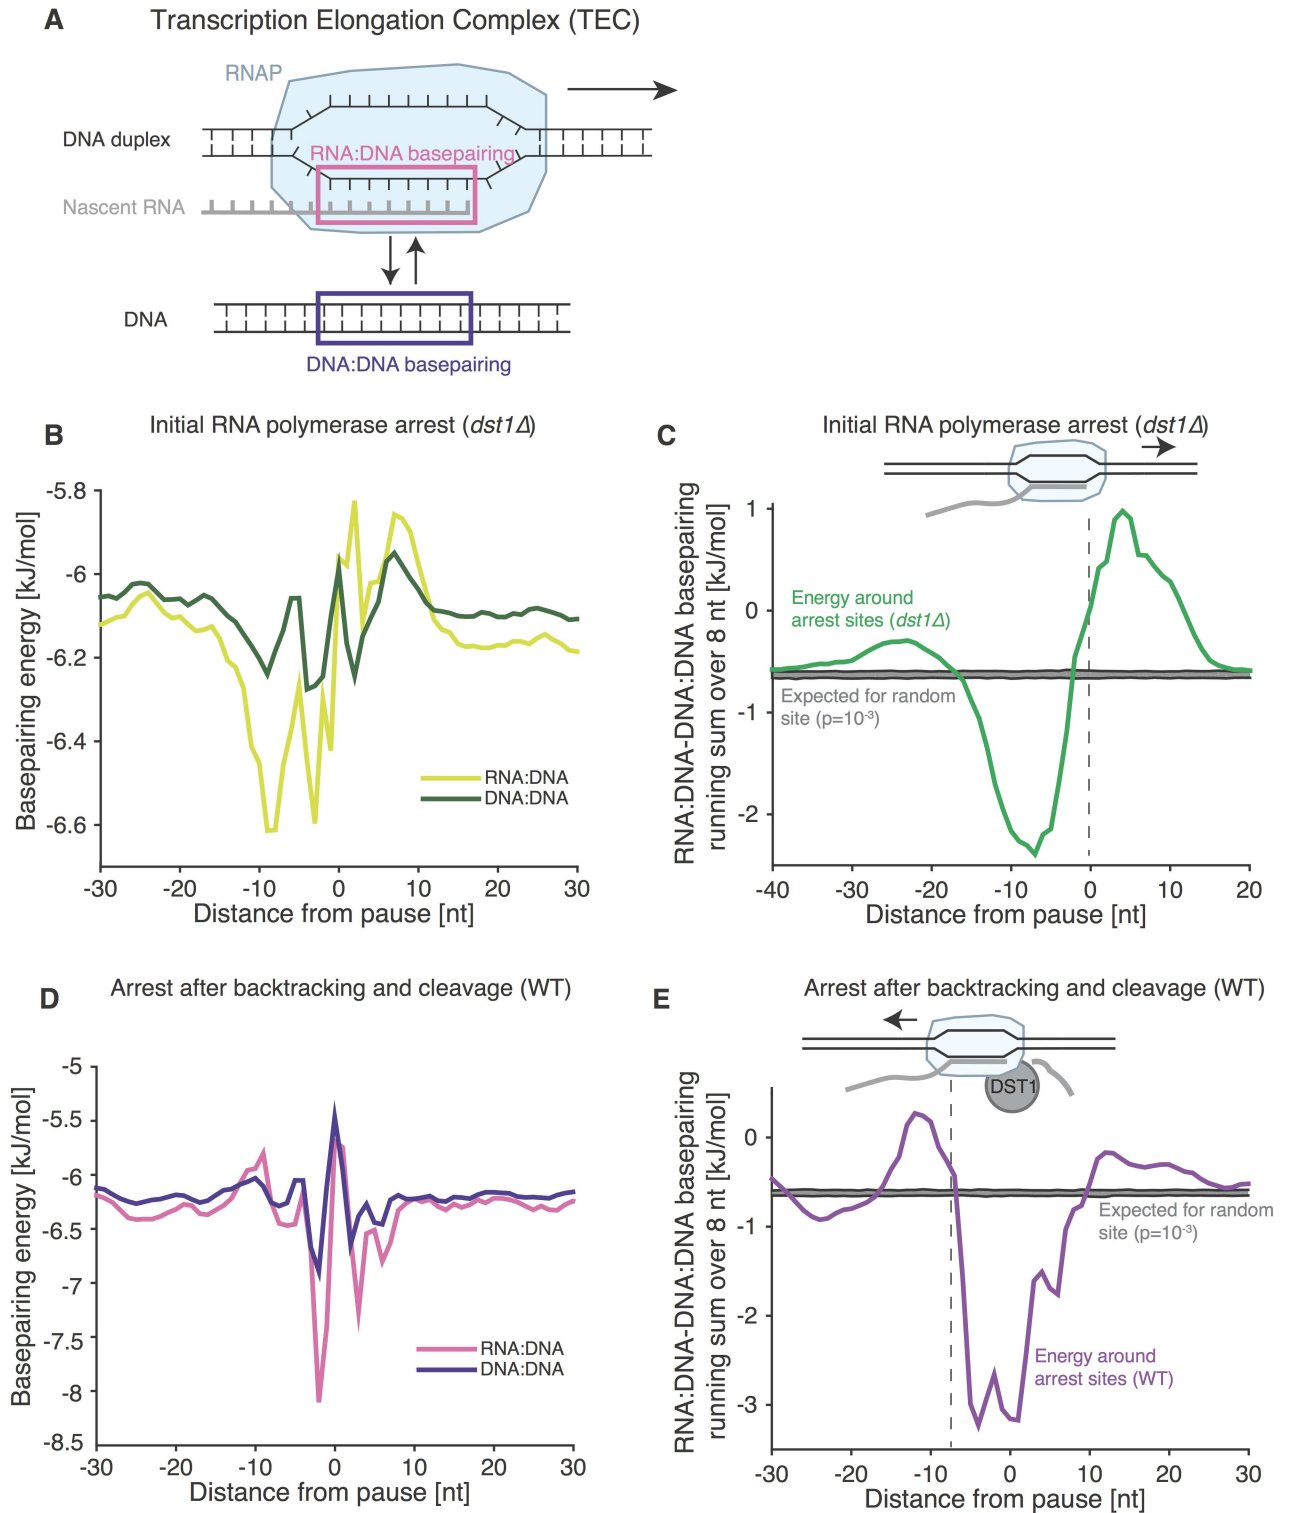 A
Transcription Elongation Complex (TEC)
RNAP
DNA duplex
RNA:DNA basepairing
Nascent RNA
DNA
DNA:DNA basepairing
B
Initial RNA polymerase arrest (dst1Δ)
Basepairing energy [kJ/mol]
-5.8
-6
-6.2
-6.4
-6.6
RNA:DNA
DNA:DNA
-30 -20 -10 0 10 20 30
Distance from pause [nt]
C
Initial RNA polymerase arrest (dst1Δ)
RNA:DNA-DNA:DNA basepairing
running sum over 8 nt [kJ/mol]
1
0
-1
-2
Energy around
arrest sites (dst1Δ)
Expected for random
site (p=10-3)
-40 -30 -20 -10 0 10 20
Distance from pause [nt]
D
Arrest after backtracking and cleavage (WT)
Basepairing energy [kJ/mol]
-5
-5.5
-6
-6.5
-7
-7.5
-8
-8.5
RNA:DNA
DNA:DNA
-30 -20 -10 0 10 20 30
Distance from pause [nt]
E
Arrest after backtracking and cleavage (WT)
DST1
RNA:DNA-DNA:DNA basepairing
running sum over 8 nt [kJ/mol]
0
-1
-2
-3
Expected for random
site (p=10-3)
Energy around
arrest sites (WT)
-30 -20 -10 0 10 20 30
Distance from pause [nt]